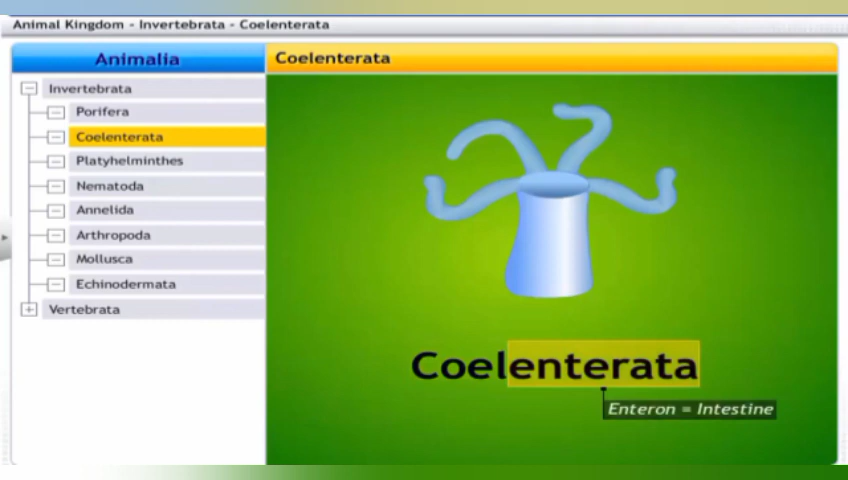 Animal Kingdom - Invertebrata - Coelenterata
Animalia
Invertebrata
Porifera
Coelenterata
Platyhelminthes
Nematoda
Annelida
Arthropoda
Mollusca
Echinodermata
Vertebrata
Coelenterata
Coelenterata
Enteron = Intestine